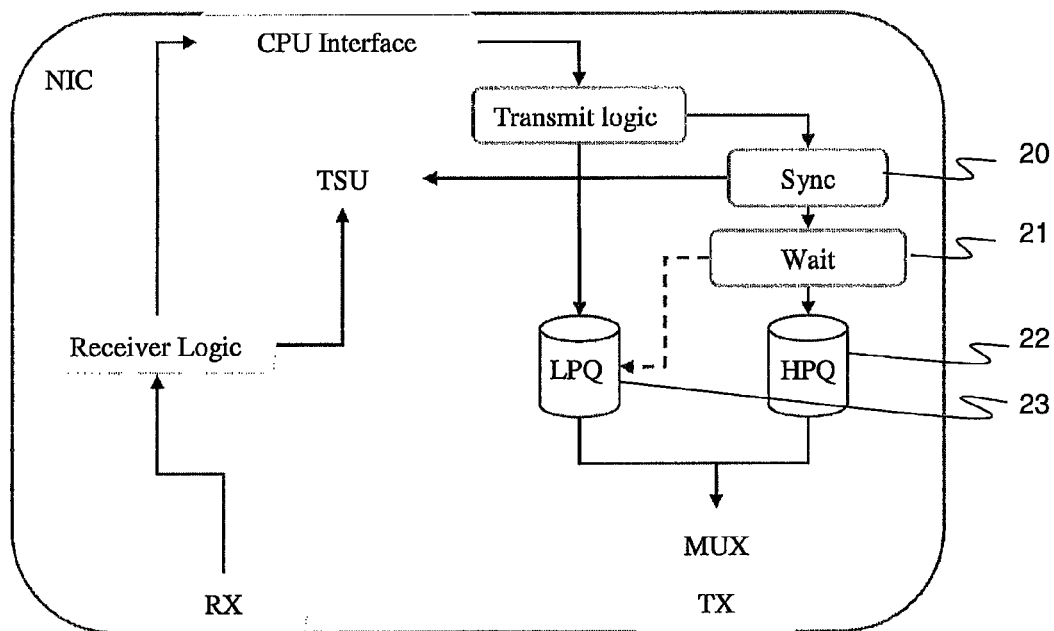 CPU Interface
NIC
Transmit logic
20
TSU
Sync
21
Wait
22
Receiver Logic
LPQ
HPQ
23
MUX
RX
TX